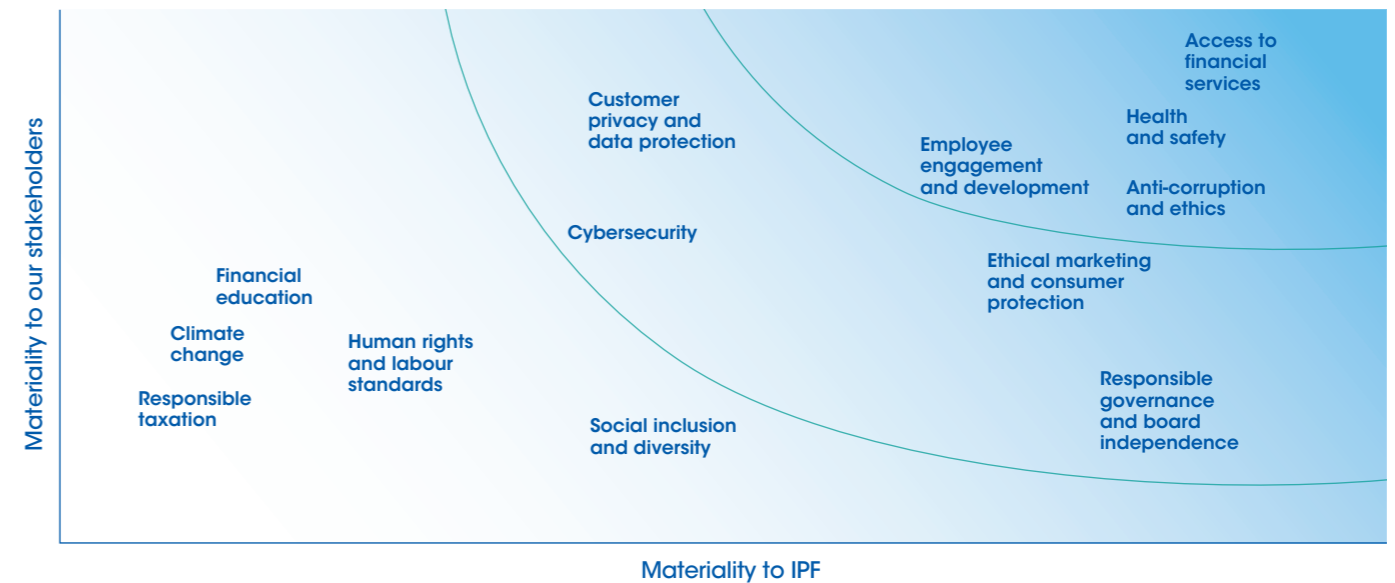 Materiality to our stakeholders
Access to
financial
services
Customer
privacy and
data protection
Health
and safety
Employee
engagement
and development
Anti-corruption
and ethics
Cybersecurity
Ethical marketing
and consumer
protection
Financial
education
Climate
change
Human rights
and labour
standards
Responsible
taxation
Responsible
governance
and board
independence
Social inclusion
and diversity
Materiality to IPF